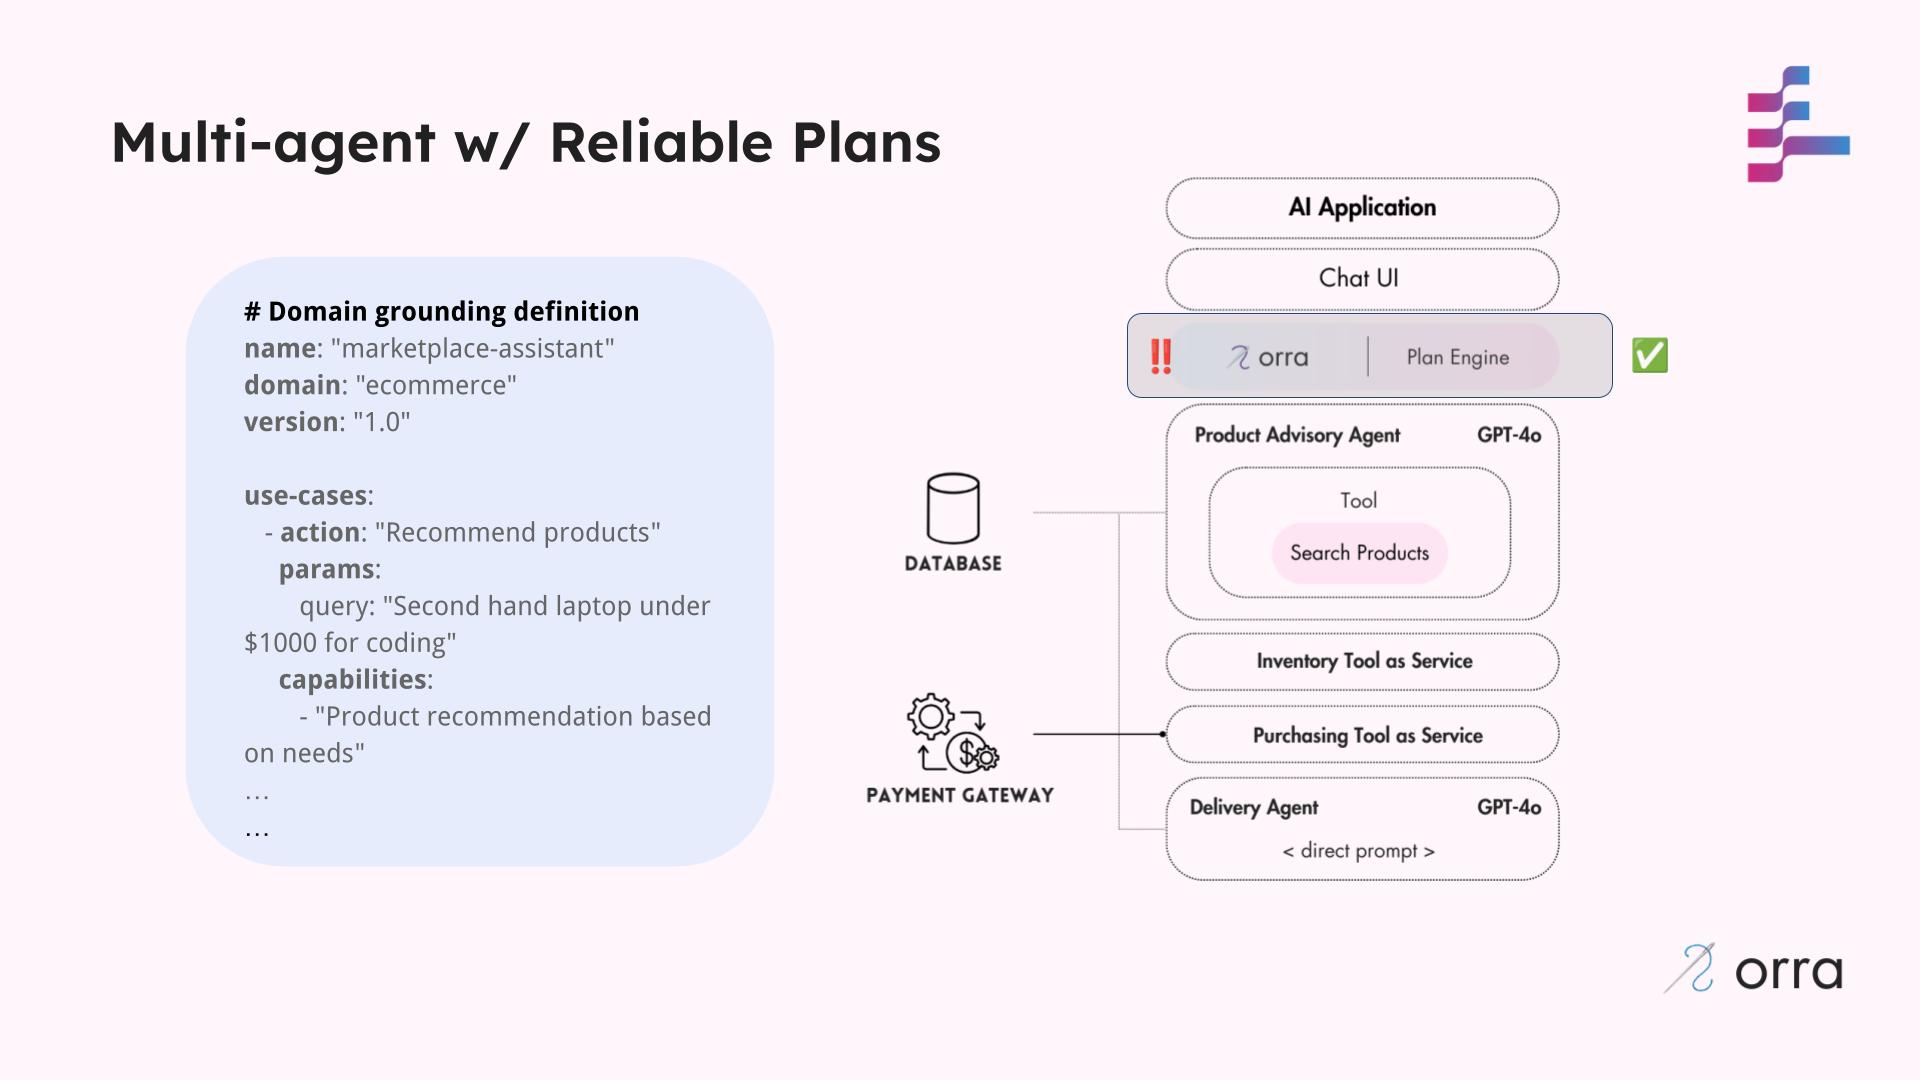 Multi-agent w/ Reliable Plans
# Domain grounding definition
name: "marketplace-assistant"
domain: "ecommerce"
version: "1.0"
use-cases:
- action: "Recommend products"
params:
query: "Second hand laptop under
$1000 for coding"
capabilities:
- "Product recommendation based
on needs"
...
...
AI Application
Chat UI
‼️ orra | Plan Engine ✅
Product Advisory Agent GPT-4o
Tool
Search Products
DATABASE
Inventory Tool as Service
Purchasing Tool as Service
PAYMENT GATEWAY
Delivery Agent GPT-4o
< direct prompt >
orra